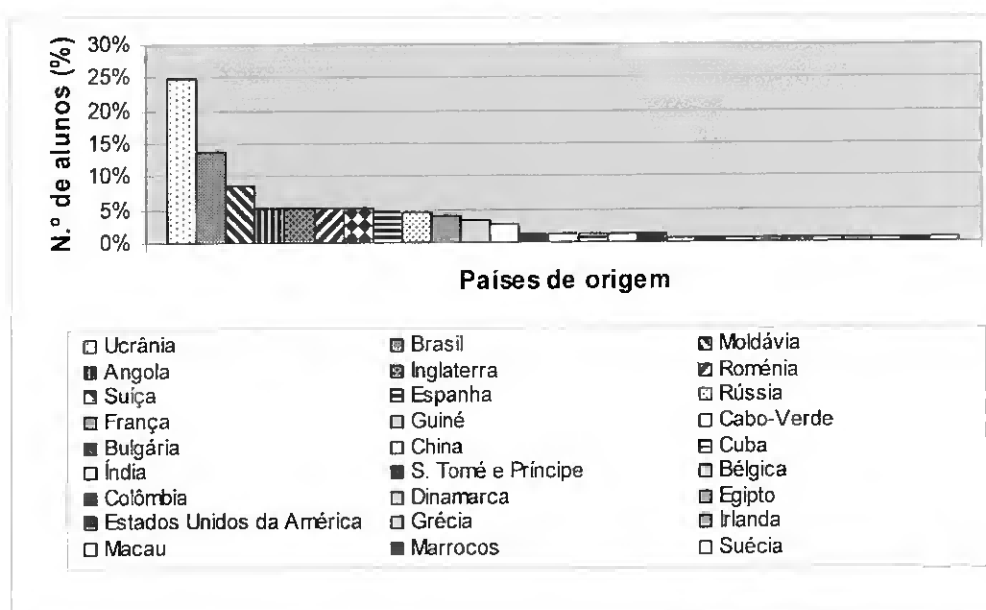 30%
25%
20%
15%
10%
5%
0%
N.º de alunos (%)
Países de origem
Ucrânia Brasil Moldávia
Angola Inglaterra Roménia
Suíça Espanha Rússia
França Guiné Cabo-Verde
Bulgária China Cuba
Índia S. Tomé e Príncipe Bélgica
Colômbia Dinamarca Egipto
Estados Unidos da América Grécia Irlanda
Macau Marrocos Suécia